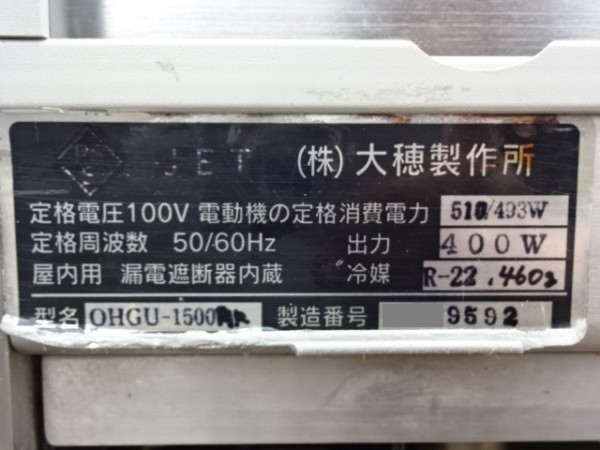 PS
E JET (株)大穂製作所
定格電圧100V 電動機の定格消費電力 510/493W
定格周波数 50/60Hz 出力 400W
屋内用 漏電遮断器内蔵 冷媒 R-22.460g
型名 OHGU-1500RR 製造番号 9592